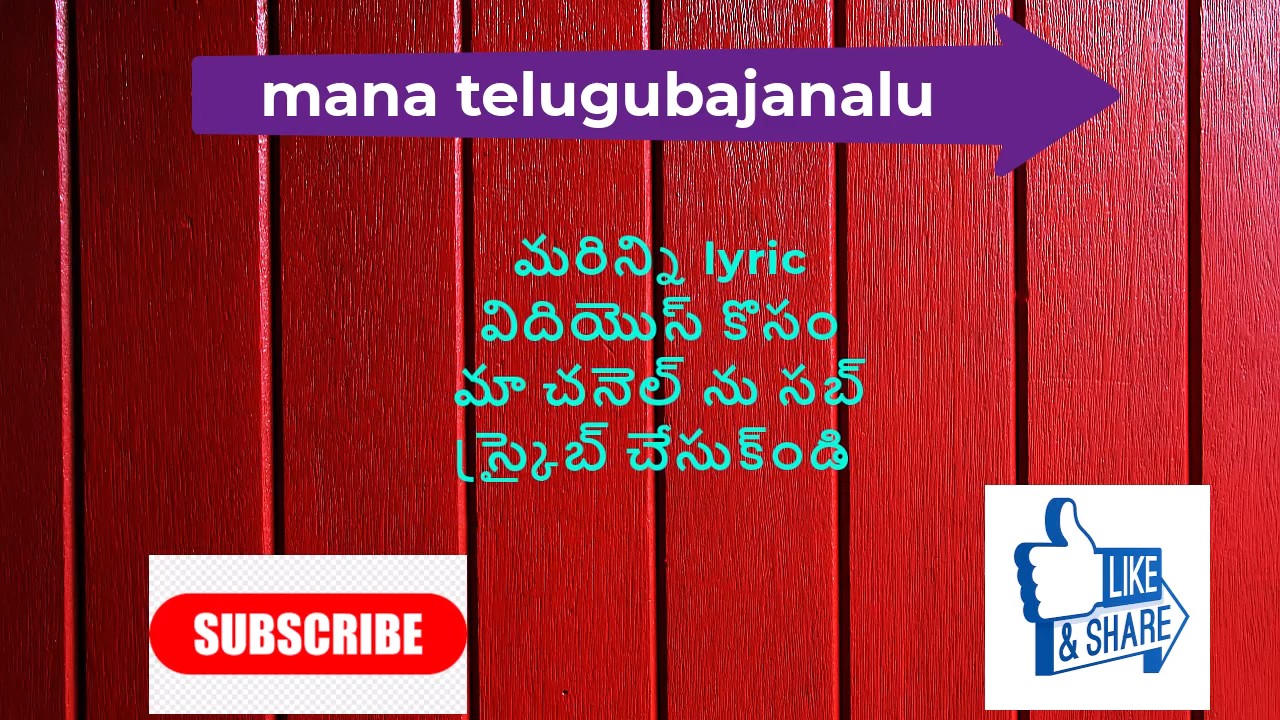 mana telugubajanalu
మరిన్ని lyric
విదియొస్ కొసం
మా చనెల్ ను సబ్
స్క్రైబ్ చేసుక్ండి
SUBSCRIBE
LIKE
& SHARE